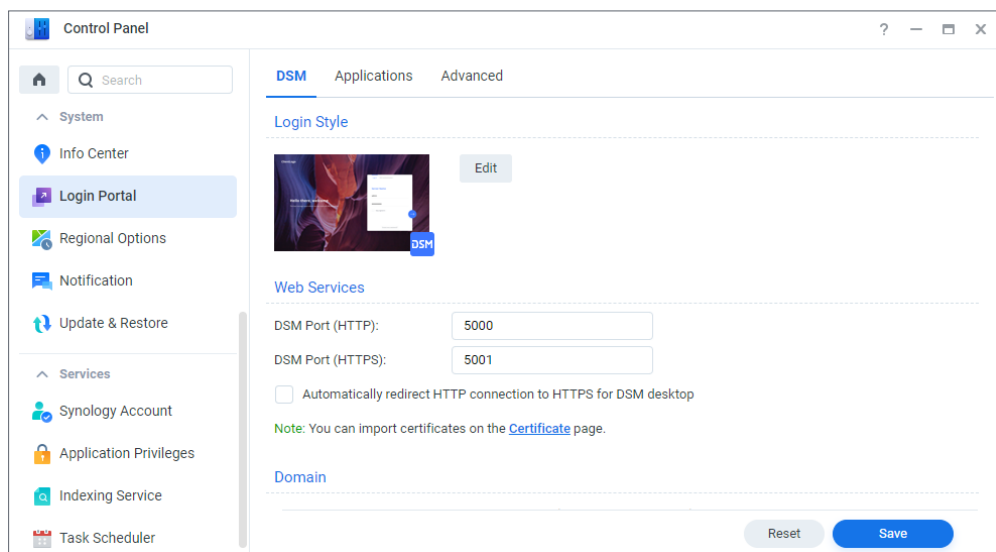 Control Panel
?
Search
System
Info Center
Login Portal
Regional Options
Notification
Update & Restore
Services
Synology Account
Application Privileges
Indexing Service
Task Scheduler
DSM Applications Advanced
Login Style
Edit
DSM
Web Services
DSM Port (HTTP): 5000
DSM Port (HTTPS): 5001
Automatically redirect HTTP connection to HTTPS for DSM desktop
Note: You can import certificates on the Certificate page.
Domain
Reset Save